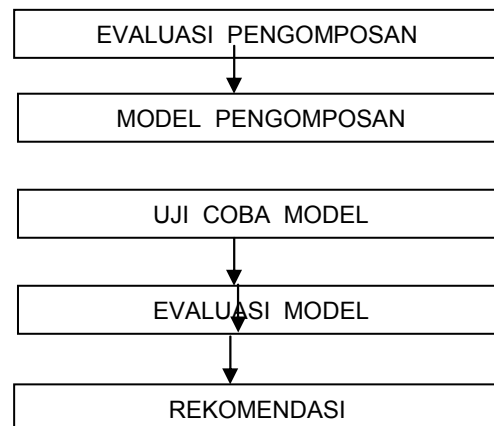 EVALUASI PENGOMPOSAN
MODEL PENGOMPOSAN
UJI COBA MODEL
EVALUASI MODEL
REKOMENDASI